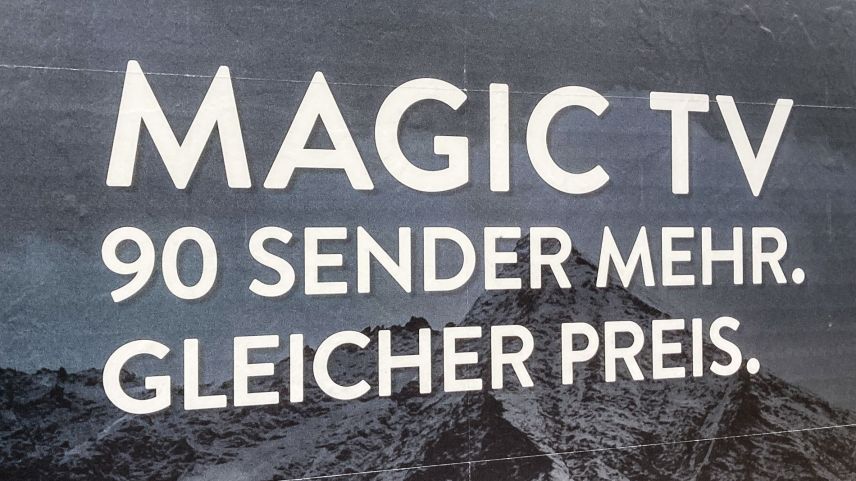 MAGIC TV
90 SENDER MEHR.
GLEICHER PREIS.